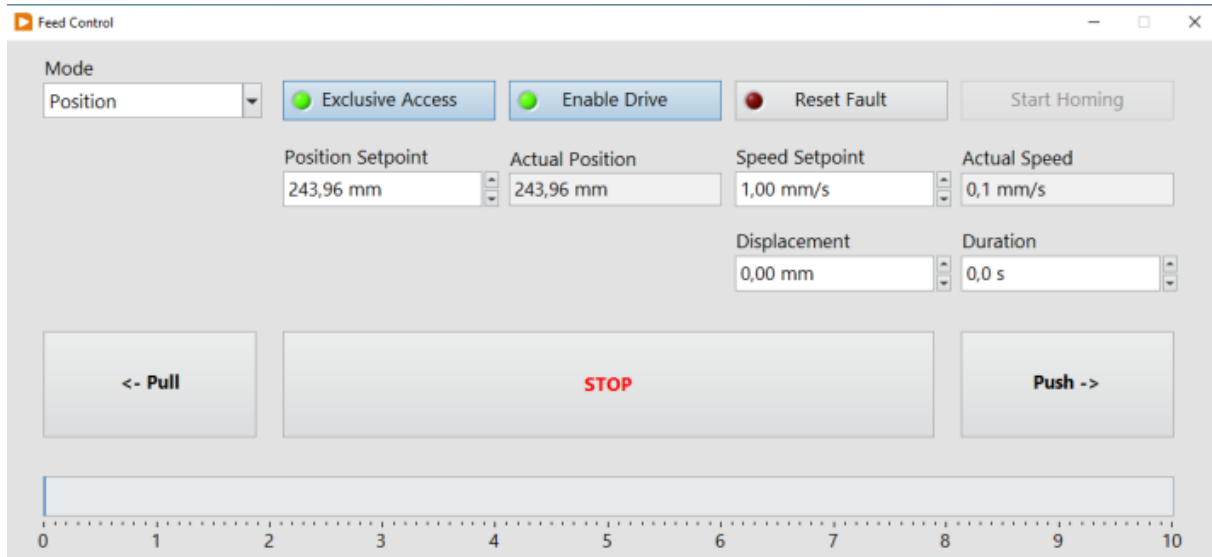 Feed Control
Mode
Position
Exclusive Access
Enable Drive
Reset Fault
Start Homing
Position Setpoint
Actual Position
Speed Setpoint
Actual Speed
243,96 mm
243,96 mm
1,00 mm/s
0,1 mm/s
Displacement
Duration
0,00 mm
0,0 s
<- Pull
STOP
Push ->
0 1 2 3 4 5 6 7 8 9 10